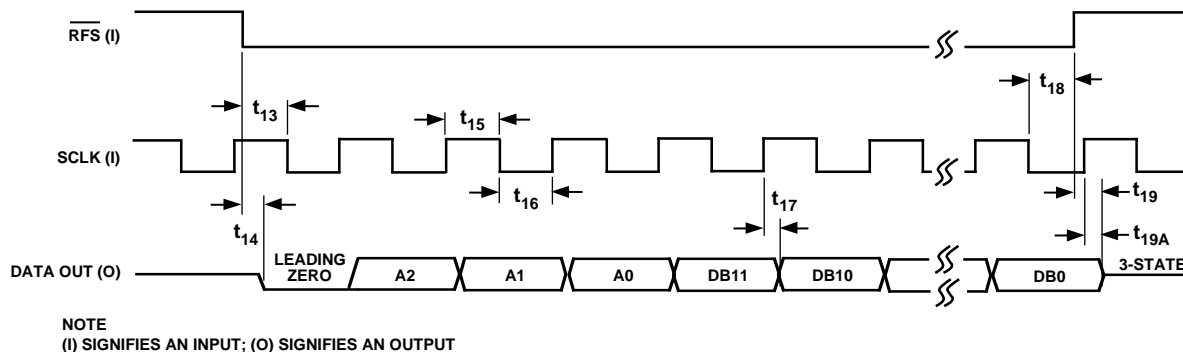 RFS (I)
t18
t13
t15
SCLK (I)
t16
t17
t19
t14
t19A
LEADING
ZERO
3-STATE
DATA OUT (O)
A2
A1
A0
DB11
DB10
DB0
NOTE
(I) SIGNIFIES AN INPUT; (O) SIGNIFIES AN OUTPUT